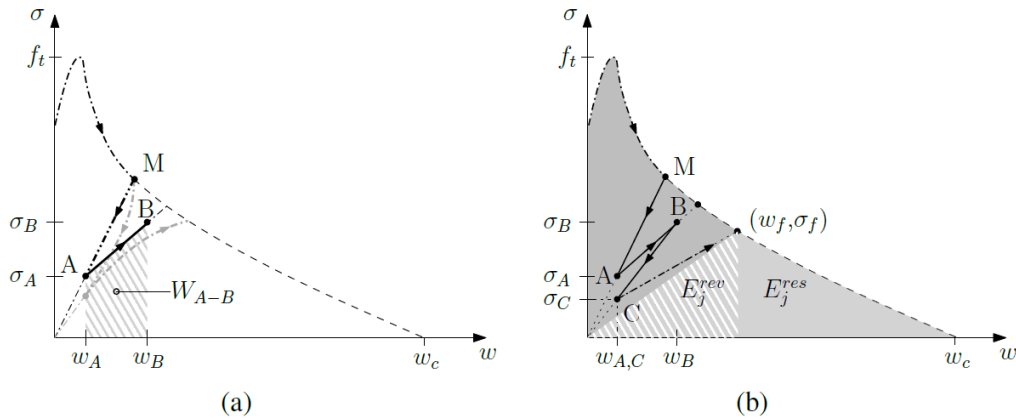 σ
f_t
M
B
σ_B
A
σ_A
W_{A−B}
w_A
w_B
w_c
w
(a)
σ
f_t
M
B
(w_f,σ_f)
σ_B
A
σ_A
E_j^{rev}
E_j^{res}
σ_C
C
w_{A,C}
w_B
w_c
w
(b)